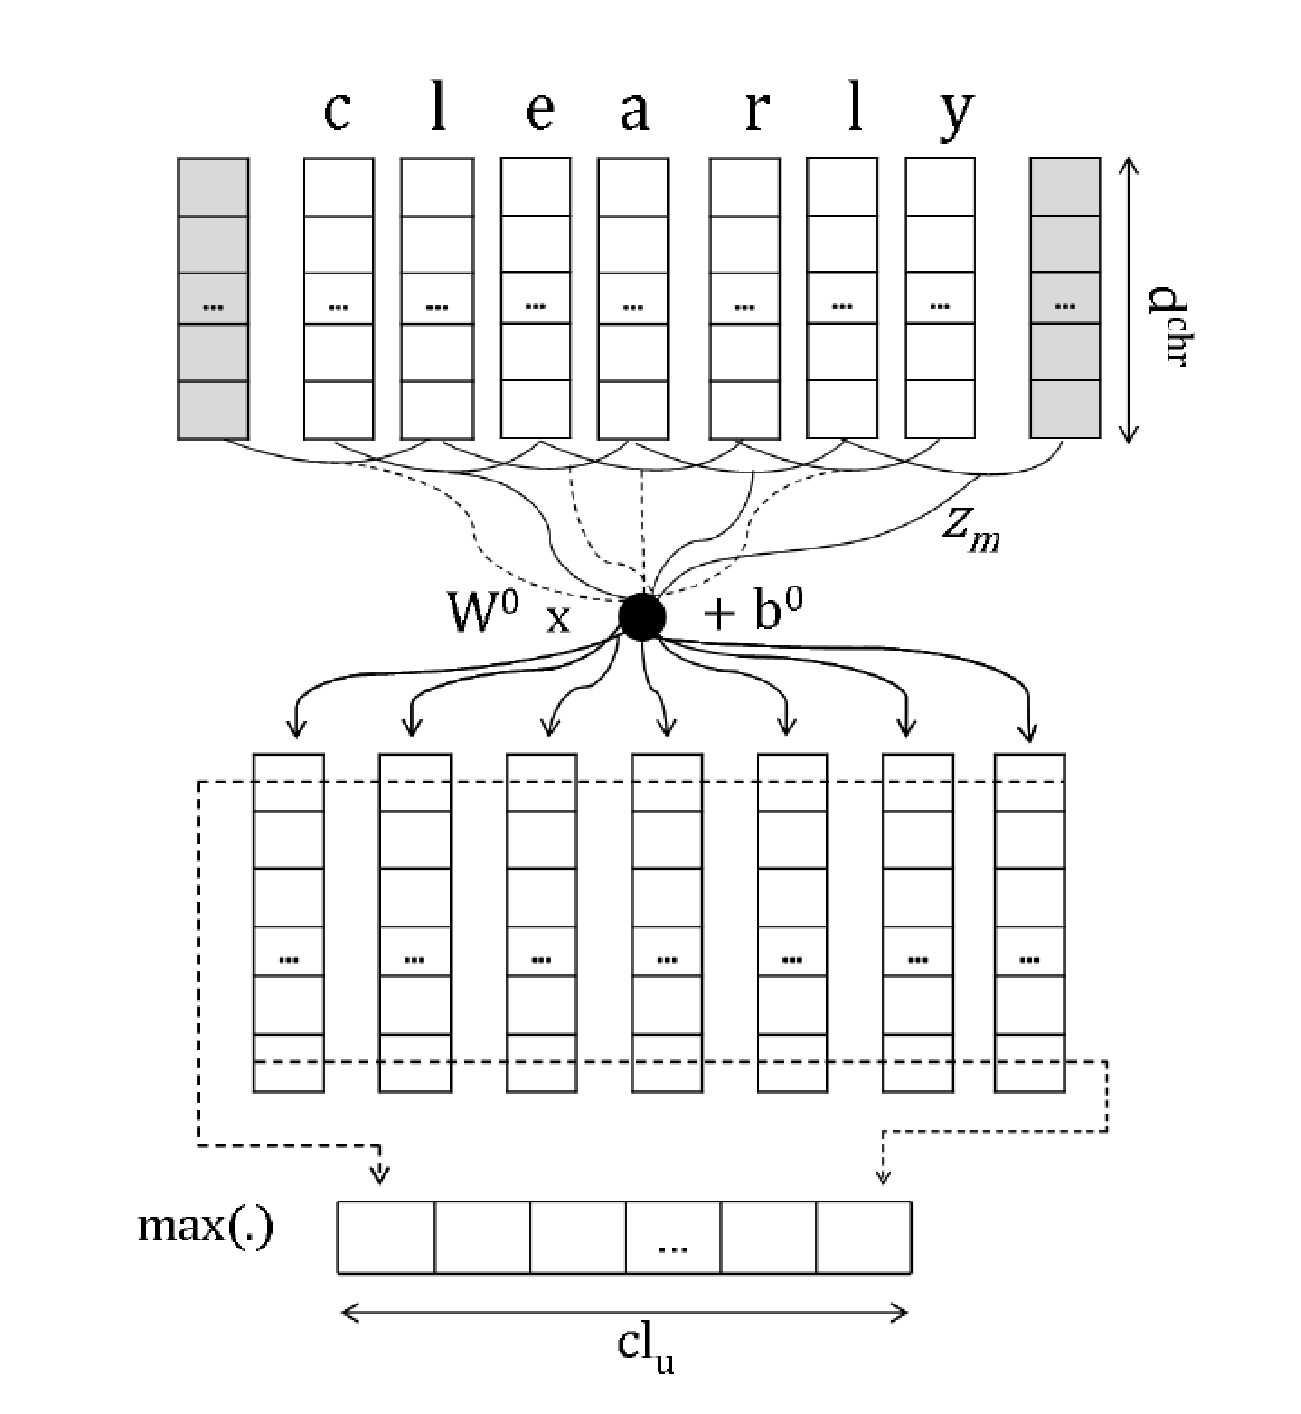 c l e a r l y
... ... ... ... ... ... ... ... ...
d^chr
z_m
W^0 x + b^0
... ... ... ... ... ... ...
max(.) ...
cl_u